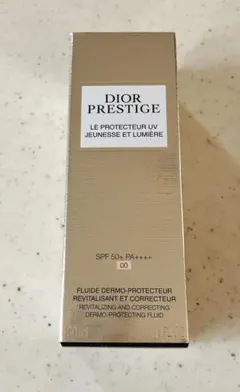 DIOR
PRESTIGE
LE PROTECTEUR UV
JEUNESSE ET LUMIÈRE
SPF 50+ PA++++
00
FLUIDE DERMO-PROTECTEUR
REVITALISANT ET CORRECTEUR
REVITALIZING AND CORRECTING
DERMO-PROTECTING FLUID